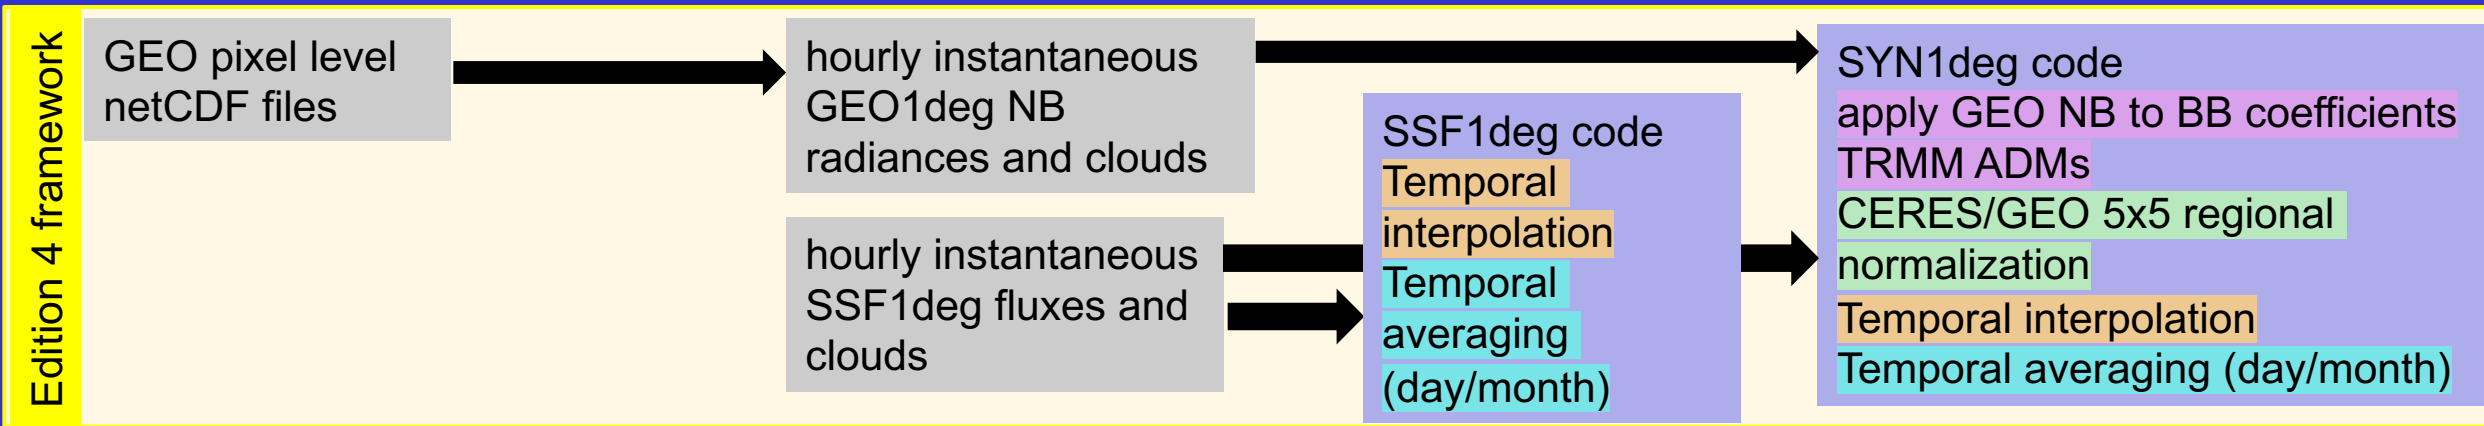 Edition 4 framework
GEO pixel level
netCDF files
hourly instantaneous
GEO1deg NB
radiances and clouds
hourly instantaneous
SSF1deg fluxes and
clouds
SSF1deg code
Temporal
interpolation
Temporal
averaging
(day/month)
SYN1deg code
apply GEO NB to BB coefficients
TRMM ADMs
CERES/GEO 5x5 regional
normalization
Temporal interpolation
Temporal averaging (day/month)